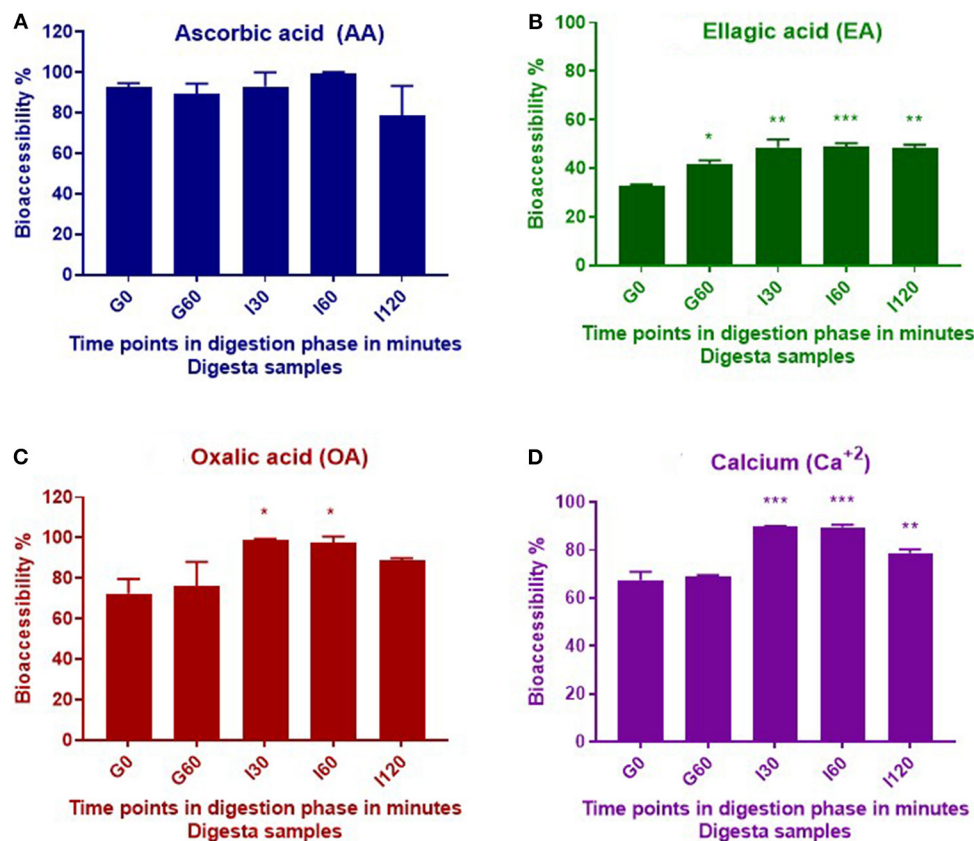 A
Ascorbic acid (AA)
Bioaccessibility %
120
100
80
60
40
20
0
G0 G60 I30 I60 I120
Time points in digestion phase in minutes
Digesta samples
B
Ellagic acid (EA)
Bioaccessibility %
100
80
60
40
20
0
* ** *** **
G0 G60 I30 I60 I120
Time points in digestion phase in minutes
Digesta samples
C
Oxalic acid (OA)
Bioaccessibility %
120
100
80
60
40
20
0
* *
G0 G60 I30 I60 I120
Time points in digestion phase in minutes
Digesta samples
D
Calcium (Ca⁺²)
Bioaccessibility %
100
80
60
40
20
0
*** *** **
G0 G60 I30 I60 I120
Time points in digestion phase in minutes
Digesta samples